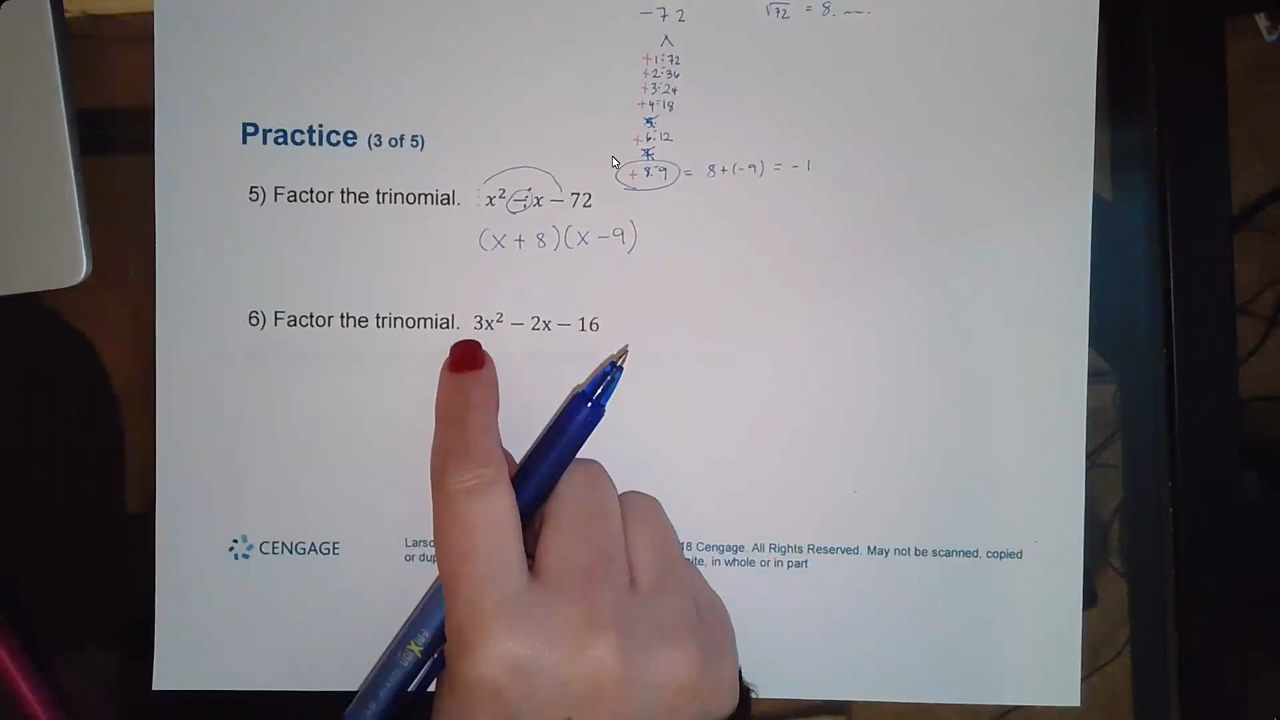 -72
√72 = 8. ~~.
+1·-72
+2·-36
+3·-24
+4·-18
+6·-12
+8·-9 = 8+(-9) = -1
Practice (3 of 5)
5) Factor the trinomial. x² - x - 72
(x + 8)(x - 9)
6) Factor the trinomial. 3x² - 2x - 16
CENGAGE
18 Cengage. All Rights Reserved. May not be scanned, copied
or in whole or in part